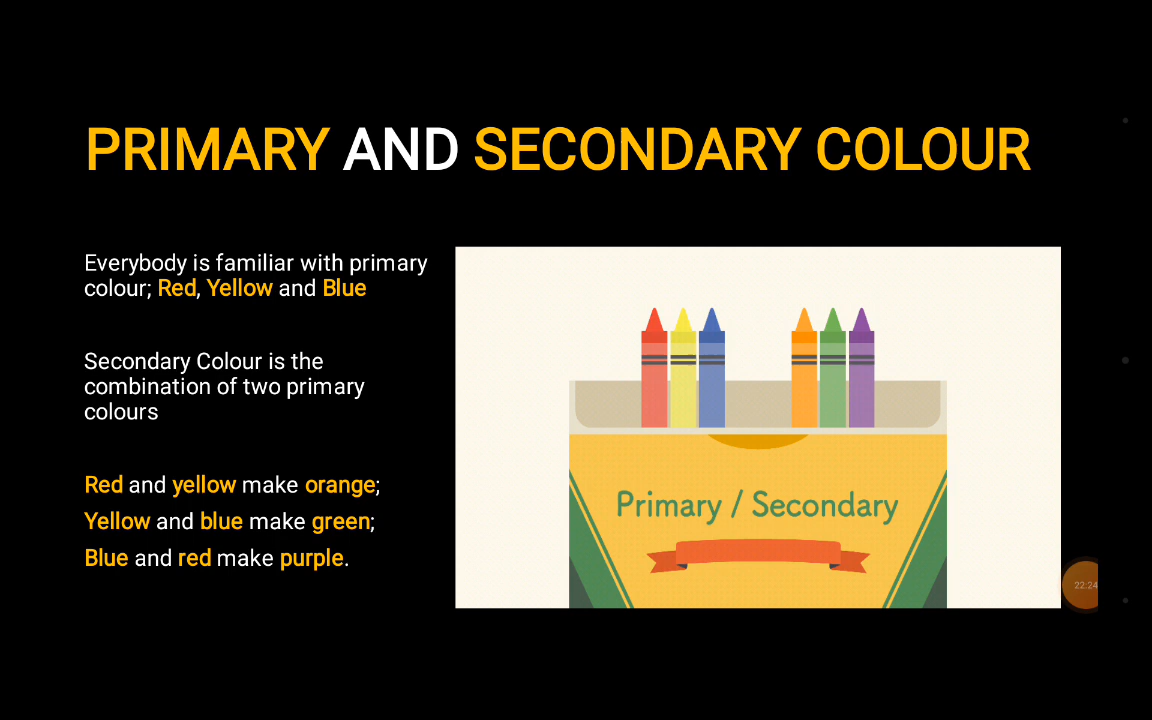 PRIMARY AND SECONDARY COLOUR
Everybody is familiar with primary
colour; Red, Yellow and Blue
Secondary Colour is the
combination of two primary
colours
Red and yellow make orange;
Yellow and blue make green;
Blue and red make purple.
Primary / Secondary
22:24